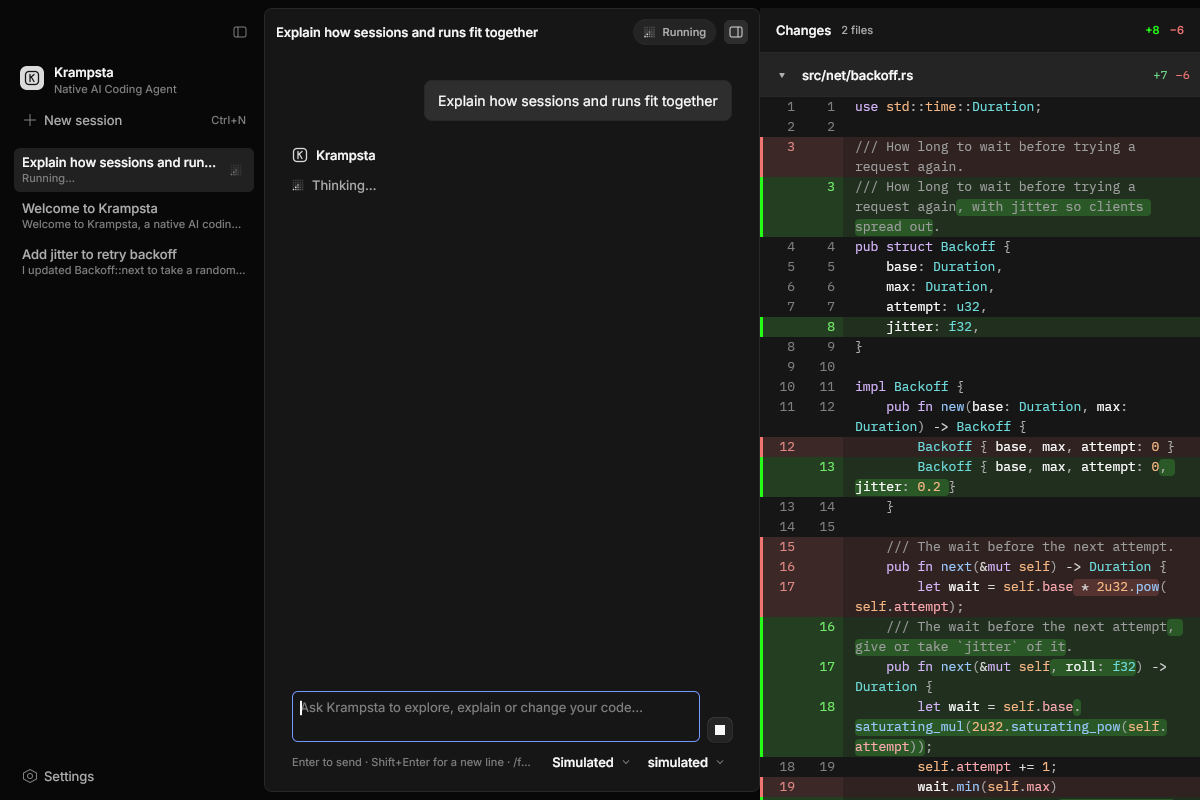 Krampsta
Native AI Coding Agent
New session
Ctrl+N
Explain how sessions and run...
Running...
Welcome to Krampsta
Welcome to Krampsta, a native AI codin...
Add jitter to retry backoff
I updated Backoff::next to take a random...
Settings
Explain how sessions and runs fit together
Running
Explain how sessions and runs fit together
Krampsta
Thinking...
Ask Krampsta to explore, explain or change your code...
Enter to send · Shift+Enter for a new line · /f...
Simulated
simulated
Changes 2 files +8 −6
src/net/backoff.rs +7 −6
1 1 use std::time::Duration;
2 2
3 /// How long to wait before trying a
request again.
3 /// How long to wait before trying a
request again, with jitter so clients
spread out.
4 4 pub struct Backoff {
5 5 base: Duration,
6 6 max: Duration,
7 7 attempt: u32,
8 jitter: f32,
8 9 }
9 10
10 11 impl Backoff {
11 12 pub fn new(base: Duration, max:
Duration) -> Backoff {
12 Backoff { base, max, attempt: 0 }
13 Backoff { base, max, attempt: 0,
jitter: 0.2 }
13 14 }
14 15
15 /// The wait before the next attempt.
16 pub fn next(&mut self) -> Duration {
17 let wait = self.base * 2u32.pow(
self.attempt);
16 /// The wait before the next attempt,
give or take `jitter` of it.
17 pub fn next(&mut self, roll: f32) ->
Duration {
18 let wait = self.base.
saturating_mul(2u32.saturating_pow(self.
attempt));
18 19 self.attempt += 1;
19 wait.min(self.max)